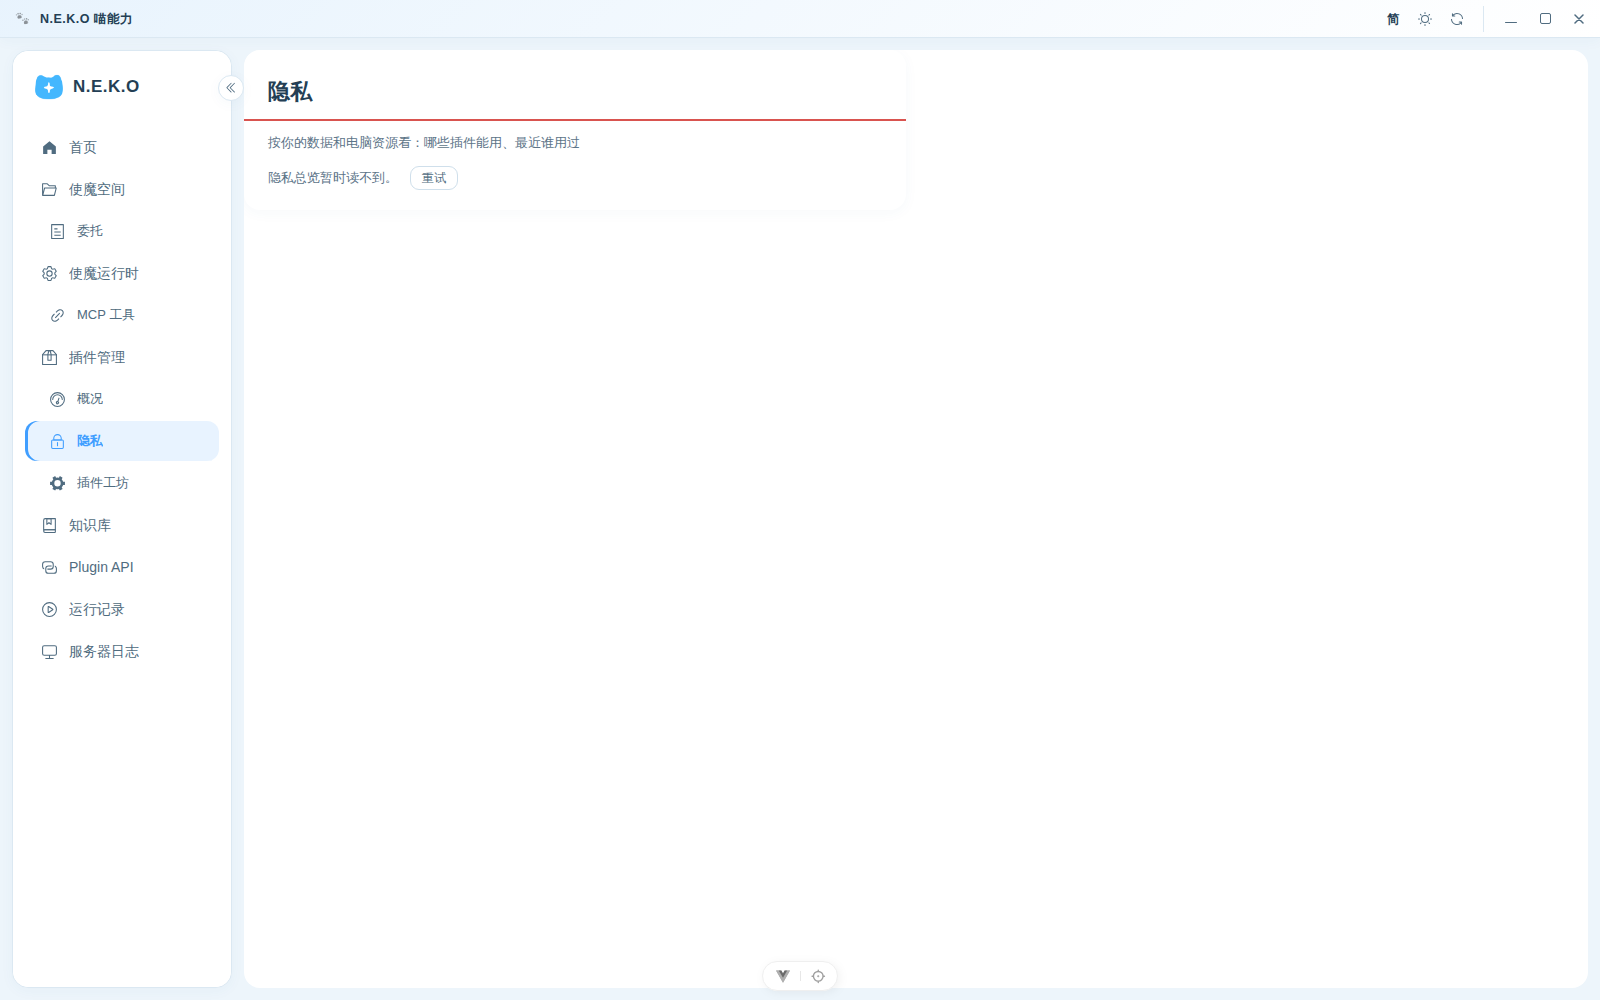 N.E.K.O 喵能力
简
N.E.K.O
首页
使魔空间
委托
使魔运行时
MCP 工具
插件管理
概况
隐私
插件工坊
知识库
Plugin API
运行记录
服务器日志
隐私
按你的数据和电脑资源看：哪些插件能用、最近谁用过
隐私总览暂时读不到。 重试